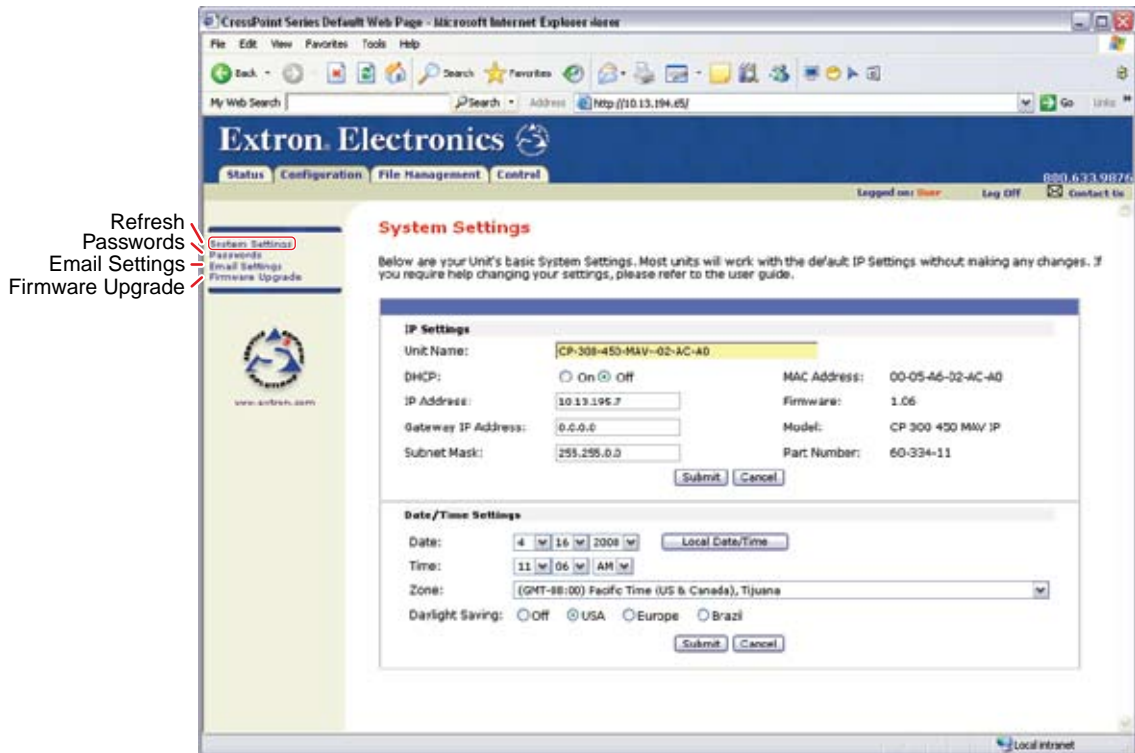 CrossPoint Series Default Web Page - Microsoft Internet Explorer
File Edit View Favorites Tools Help
Back Search Favorites
My Web Search Search Address http://10.13.194.65/ Go Links »
Extron Electronics
Status Configuration File Management Control
800.633.9876
Logged on: User Log Off Contact Us
Refresh
Passwords
Email Settings
Firmware Upgrade
System Settings
Passwords
Email Settings
Firmware Upgrade
www.extron.com
System Settings
Below are your Unit's basic System Settings. Most units will work with the default IP Settings without making any changes. If
you require help changing your settings, please refer to the user guide.
IP Settings
Unit Name: CP-300-450-MAV--02-AC-A0
DHCP: On Off MAC Address: 00-05-A6-02-AC-A0
IP Address: 10.13.195.7 Firmware: 1.06
Gateway IP Address: 0.0.0.0 Model: CP 300 450 MAV IP
Subnet Mask: 255.255.0.0 Part Number: 60-334-11
Submit Cancel
Date/Time Settings
Date: 4 16 2008 Local Date/Time
Time: 11 06 AM
Zone: (GMT-08:00) Pacific Time (US & Canada), Tijuana
Daylight Saving: Off USA Europe Brazil
Submit Cancel
Local intranet